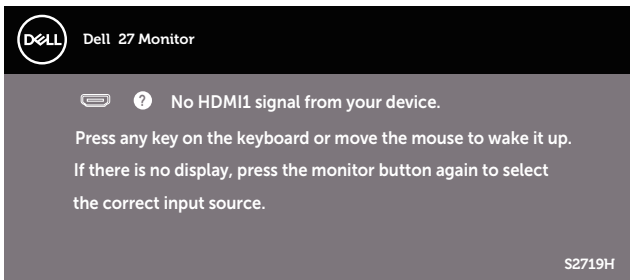 DELL Dell 27 Monitor
? No HDMI1 signal from your device.
Press any key on the keyboard or move the mouse to wake it up.
If there is no display, press the monitor button again to select
the correct input source.
S2719H